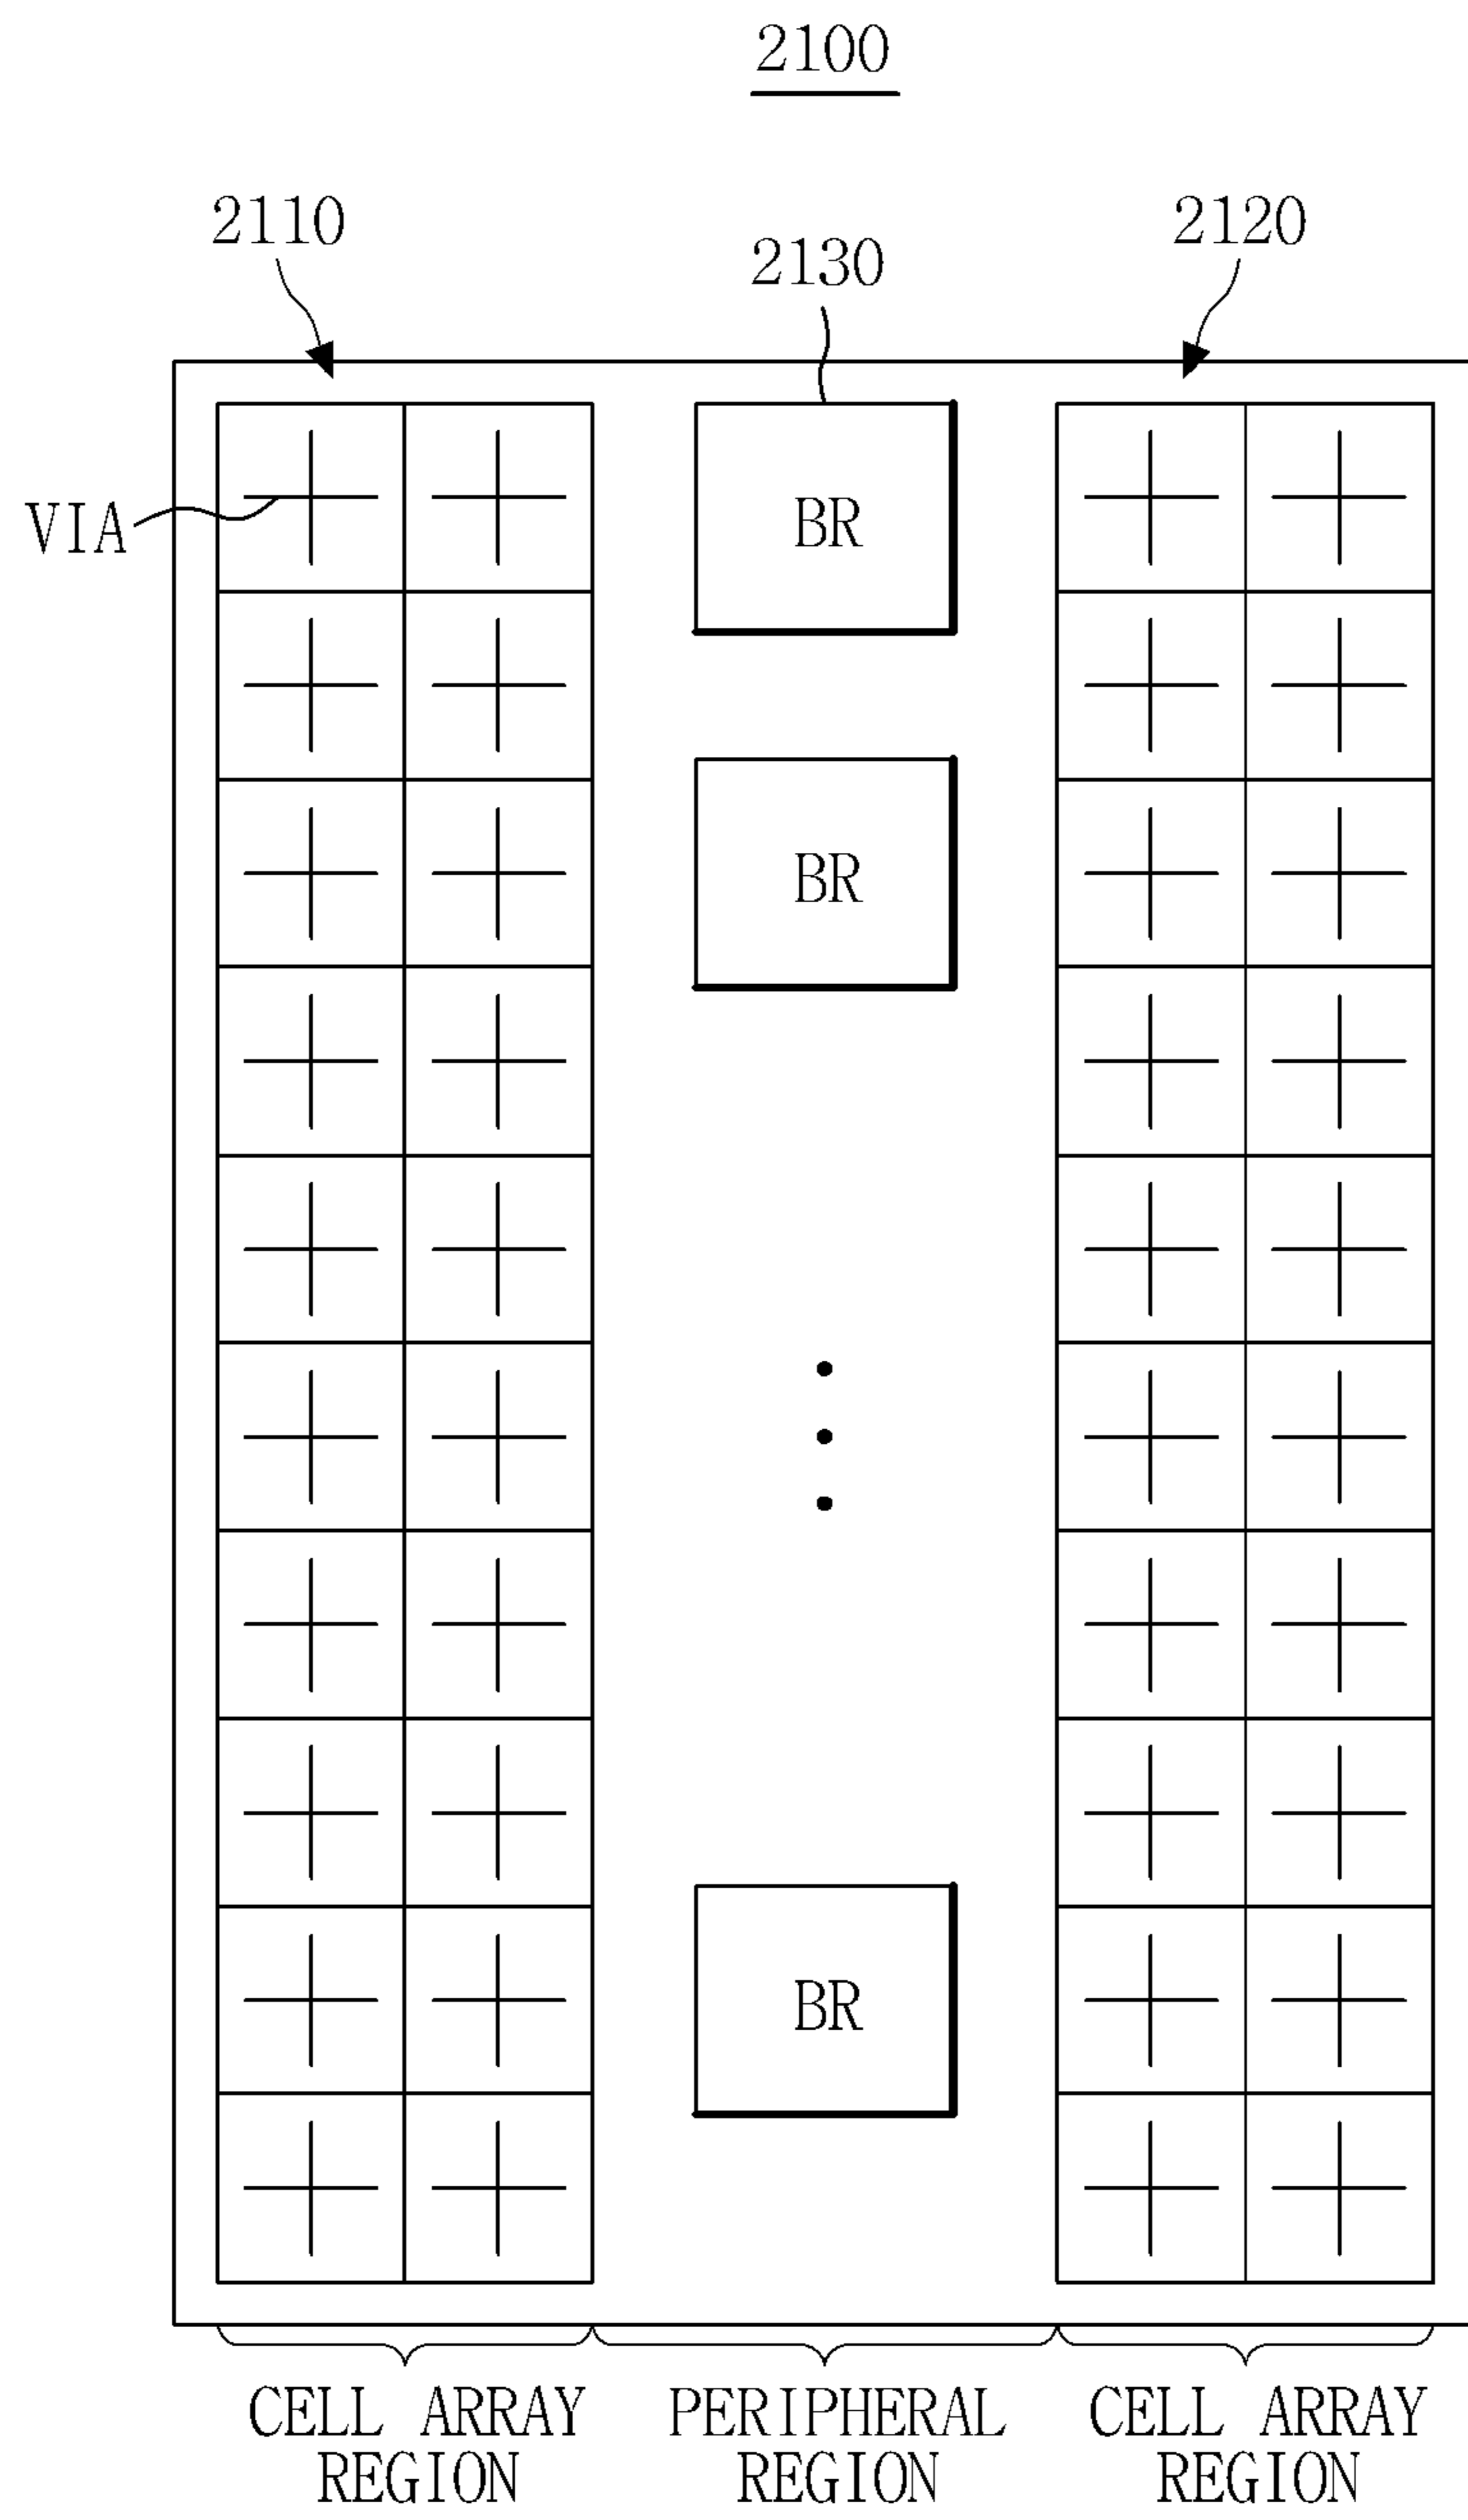 2100
2110
2120
2130
VIA
BR
BR
BR
CELL ARRAY
REGION
PERIPHERAL
REGION
CELL ARRAY
REGION